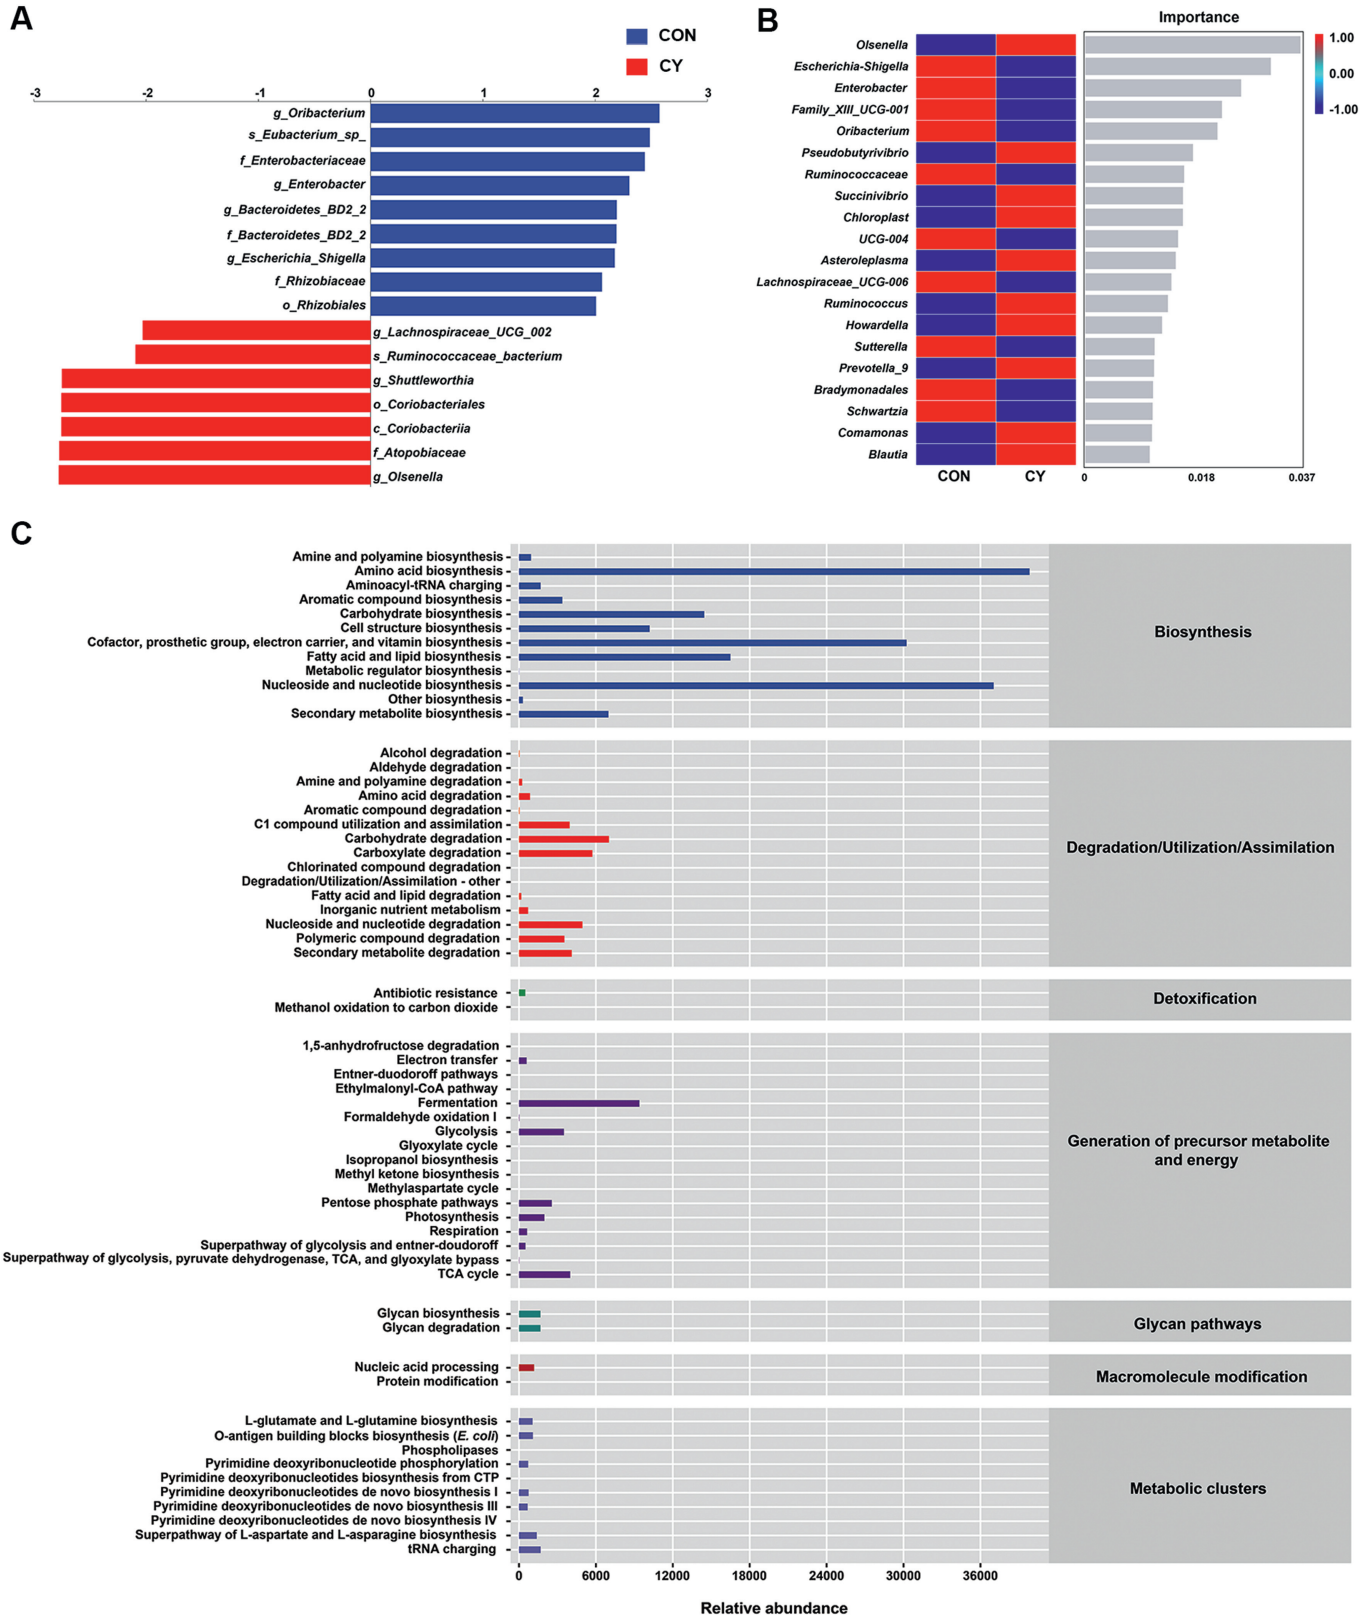 A
CON
CY
-3 -2 -1 0 1 2 3
g_Oribacterium
s_Eubacterium_sp_
f_Enterobacteriaceae
g_Enterobacter
g_Bacteroidetes_BD2_2
f_Bacteroidetes_BD2_2
g_Escherichia_Shigella
f_Rhizobiaceae
o_Rhizobiales
g_Lachnospiraceae_UCG_002
s_Ruminococcaceae_bacterium
g_Shuttleworthia
o_Coriobacteriales
c_Coriobacteriia
f_Atopobiaceae
g_Olsenella
B
Importance
Olsenella
Escherichia-Shigella
Enterobacter
Family_XIII_UCG-001
Oribacterium
Pseudobutyrivibrio
Ruminococcaceae
Succinivibrio
Chloroplast
UCG-004
Asteroleplasma
Lachnospiraceae_UCG-006
Ruminococcus
Howardella
Sutterella
Prevotella_9
Bradymonadales
Schwartzia
Comamonas
Blautia
CON CY
0 0.018 0.037
1.00
0.00
-1.00
C
Amine and polyamine biosynthesis
Amino acid biosynthesis
Aminoacyl-tRNA charging
Aromatic compound biosynthesis
Carbohydrate biosynthesis
Cell structure biosynthesis
Cofactor, prosthetic group, electron carrier, and vitamin biosynthesis
Fatty acid and lipid biosynthesis
Metabolic regulator biosynthesis
Nucleoside and nucleotide biosynthesis
Other biosynthesis
Secondary metabolite biosynthesis
Biosynthesis
Alcohol degradation
Aldehyde degradation
Amine and polyamine degradation
Amino acid degradation
Aromatic compound degradation
C1 compound utilization and assimilation
Carbohydrate degradation
Carboxylate degradation
Chlorinated compound degradation
Degradation/Utilization/Assimilation - other
Fatty acid and lipid degradation
Inorganic nutrient metabolism
Nucleoside and nucleotide degradation
Polymeric compound degradation
Secondary metabolite degradation
Degradation/Utilization/Assimilation
Antibiotic resistance
Methanol oxidation to carbon dioxide
Detoxification
1,5-anhydrofructose degradation
Electron transfer
Entner-duodoroff pathways
Ethylmalonyl-CoA pathway
Fermentation
Formaldehyde oxidation I
Glycolysis
Glyoxylate cycle
Isopropanol biosynthesis
Methyl ketone biosynthesis
Methylaspartate cycle
Pentose phosphate pathways
Photosynthesis
Respiration
Superpathway of glycolysis and entner-doudoroff
Superpathway of glycolysis, pyruvate dehydrogenase, TCA, and glyoxylate bypass
TCA cycle
Generation of precursor metabolite
and energy
Glycan biosynthesis
Glycan degradation
Glycan pathways
Nucleic acid processing
Protein modification
Macromolecule modification
L-glutamate and L-glutamine biosynthesis
O-antigen building blocks biosynthesis (E. coli)
Phospholipases
Pyrimidine deoxyribonucleotide phosphorylation
Pyrimidine deoxyribonucleotides biosynthesis from CTP
Pyrimidine deoxyribonucleotides de novo biosynthesis I
Pyrimidine deoxyribonucleotides de novo biosynthesis III
Pyrimidine deoxyribonucleotides de novo biosynthesis IV
Superpathway of L-aspartate and L-asparagine biosynthesis
tRNA charging
Metabolic clusters
0 6000 12000 18000 24000 30000 36000
Relative abundance